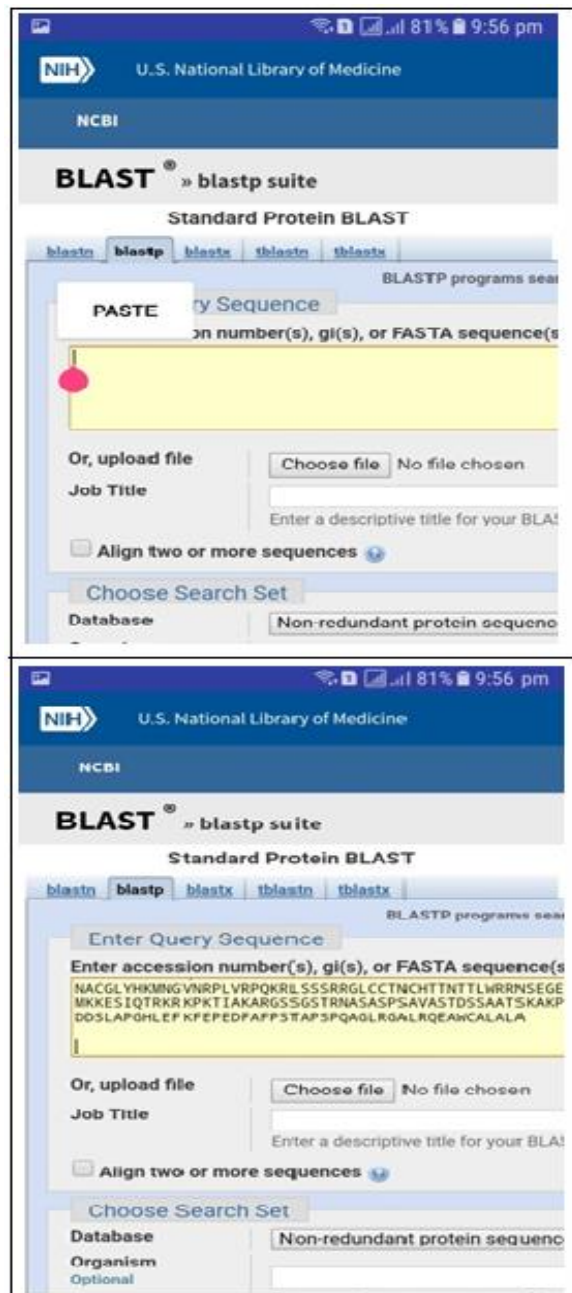 81% 9:56 pm
NIH U.S. National Library of Medicine
NCBI
BLAST ® » blastp suite
Standard Protein BLAST
blastn blastp blastx tblastn tblastx
BLASTP programs sear
PASTE ry Sequence
on number(s), gi(s), or FASTA sequence(s
Or, upload file Choose file No file chosen
Job Title
Enter a descriptive title for your BLAS
Align two or more sequences
Choose Search Set
Database Non-redundant protein sequenc
81% 9:56 pm
NIH U.S. National Library of Medicine
NCBI
BLAST ® » blastp suite
Standard Protein BLAST
blastn blastp blastx tblastn tblastx
BLASTP programs sear
Enter Query Sequence
Enter accession number(s), gi(s), or FASTA sequence(s
NACGLYHKMNGVNRPLVRPQKRLSSSRRGLCCTNCHTTNTTLWRRNSEGE
MKKESIQTRKRKPKTIAKARGSSGSTRNASASPSAVASTDSSAATSKAKP
DDSLAPGHLEFKFEPEDFAFPSTAPSPQAGLRGALRQEAWCALALA
Or, upload file Choose file No file chosen
Job Title
Enter a descriptive title for your BLAS
Align two or more sequences
Choose Search Set
Database Non-redundant protein sequenc
Organism
Optional